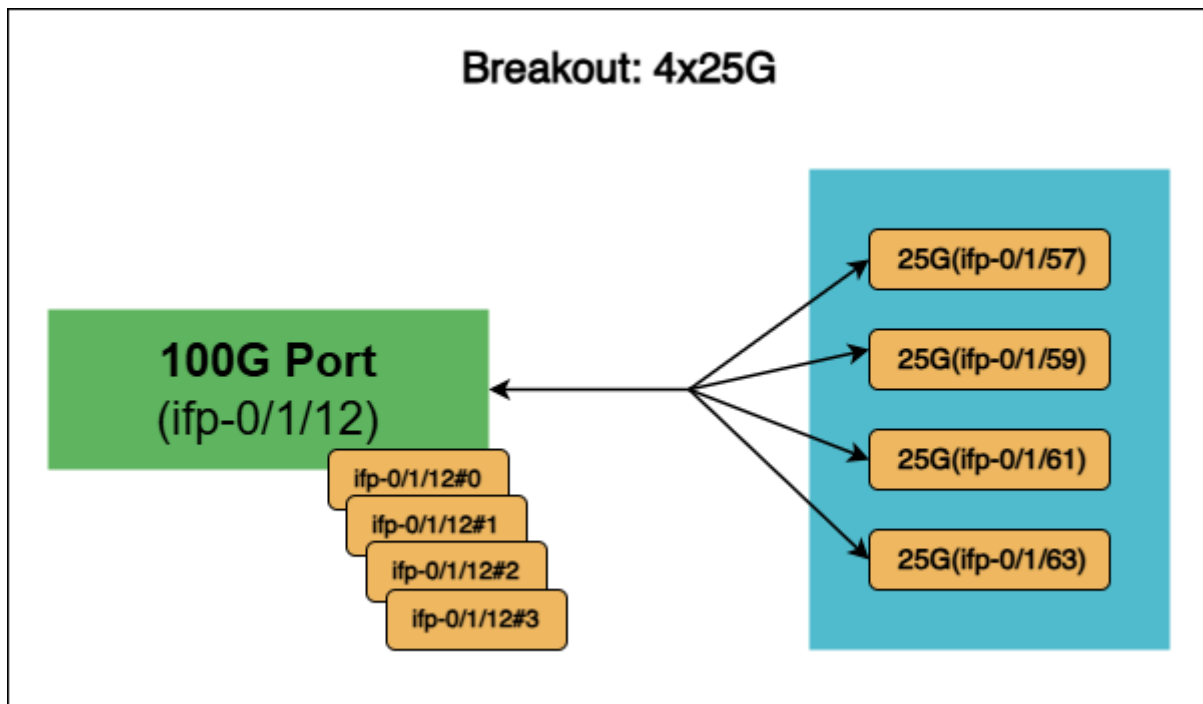 Breakout: 4x25G
100G Port
(ifp-0/1/12)
ifp-0/1/12#0
ifp-0/1/12#1
ifp-0/1/12#2
ifp-0/1/12#3
25G(ifp-0/1/57)
25G(ifp-0/1/59)
25G(ifp-0/1/61)
25G(ifp-0/1/63)